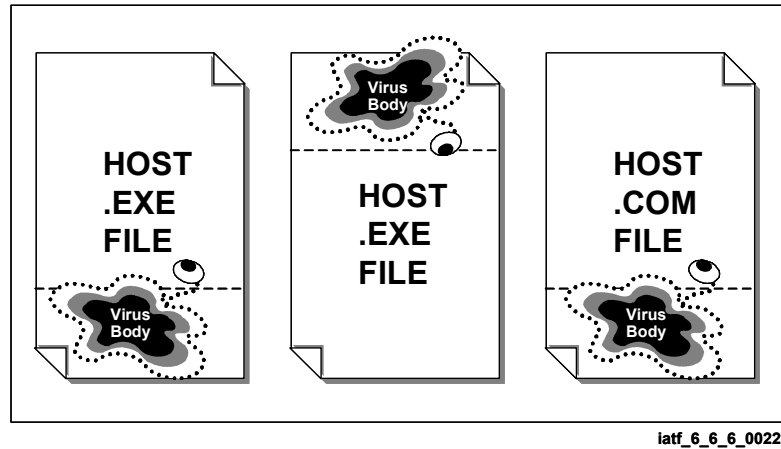 HOST
.EXE
FILE
Virus
Body
Virus
Body
HOST
.EXE
FILE
HOST
.COM
FILE
Virus
Body
iatf_6_6_6_0022